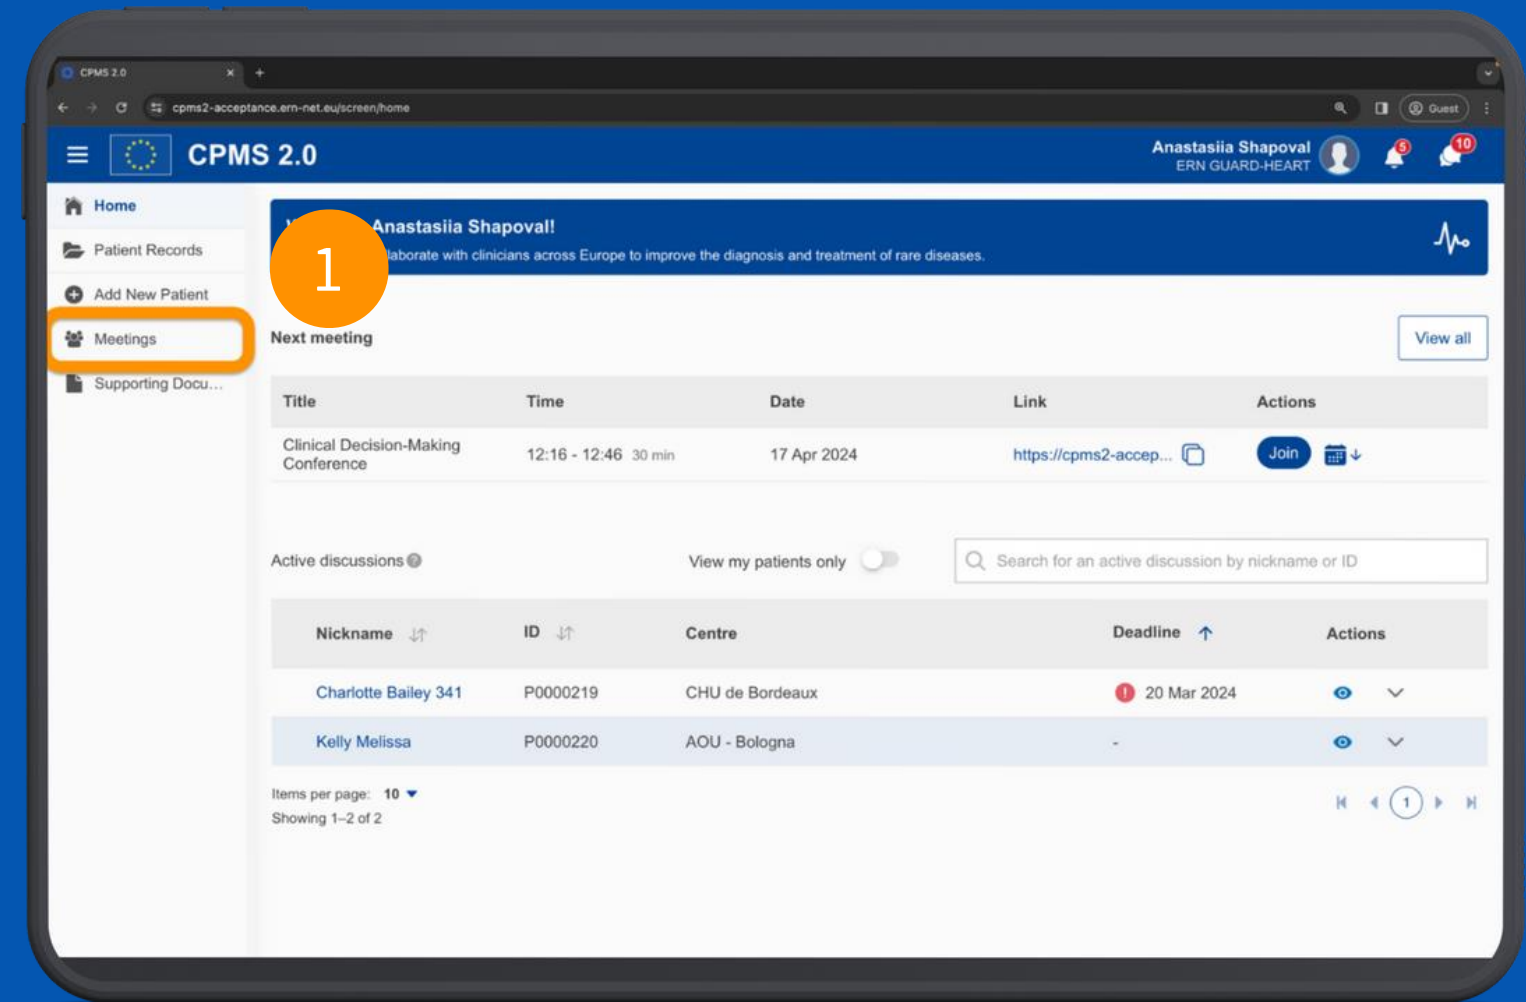 CPMS 2.0
cpms2-acceptance.ern-net.eu/screen/home
Guest
CPMS 2.0
Anastasiia Shapoval
ERN GUARD-HEART
5
10
Home
Patient Records
Add New Patient
Meetings
Supporting Docu...
Anastasiia Shapoval!
clinicians across Europe to improve the diagnosis and treatment of rare diseases.
1
Next meeting
View all
Title Time Date Link Actions
Clinical Decision-Making
Conference
12:16 - 12:46 30 min 17 Apr 2024 https://cpms2-accep... Join
Active discussions
View my patients only
Search for an active discussion by nickname or ID
Nickname ID Centre Deadline Actions
Charlotte Bailey 341 P0000219 CHU de Bordeaux 20 Mar 2024
Kelly Melissa P0000220 AOU - Bologna -
Items per page: 10
Showing 1–2 of 2
1